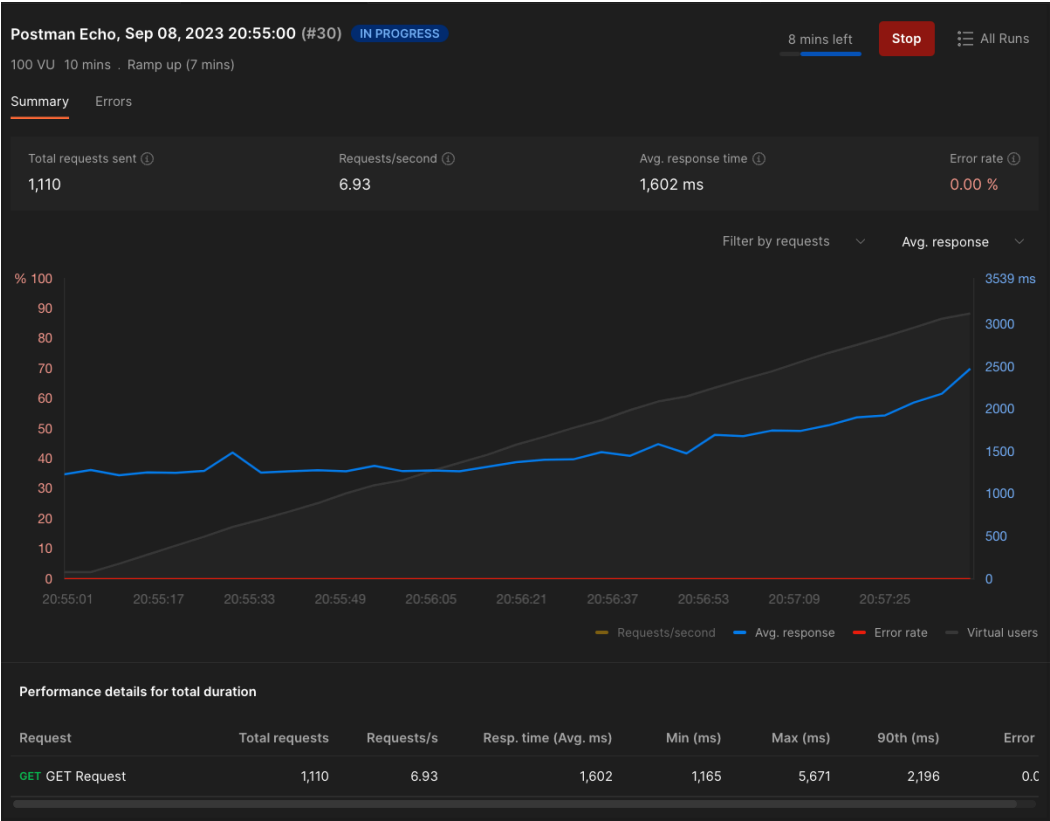 Postman Echo, Sep 08, 2023 20:55:00 (#30) IN PROGRESS
8 mins left Stop All Runs
100 VU 10 mins . Ramp up (7 mins)
Summary Errors
Total requests sent Requests/second Avg. response time Error rate
1,110 6.93 1,602 ms 0.00 %
Filter by requests Avg. response
% 100 3539 ms
90
80 3000
70 2500
60
50 2000
40 1500
30 1000
20
10 500
0 0
20:55:01 20:55:17 20:55:33 20:55:49 20:56:05 20:56:21 20:56:37 20:56:53 20:57:09 20:57:25
Requests/second Avg. response Error rate Virtual users
Performance details for total duration
Request Total requests Requests/s Resp. time (Avg. ms) Min (ms) Max (ms) 90th (ms) Error
GET GET Request 1,110 6.93 1,602 1,165 5,671 2,196